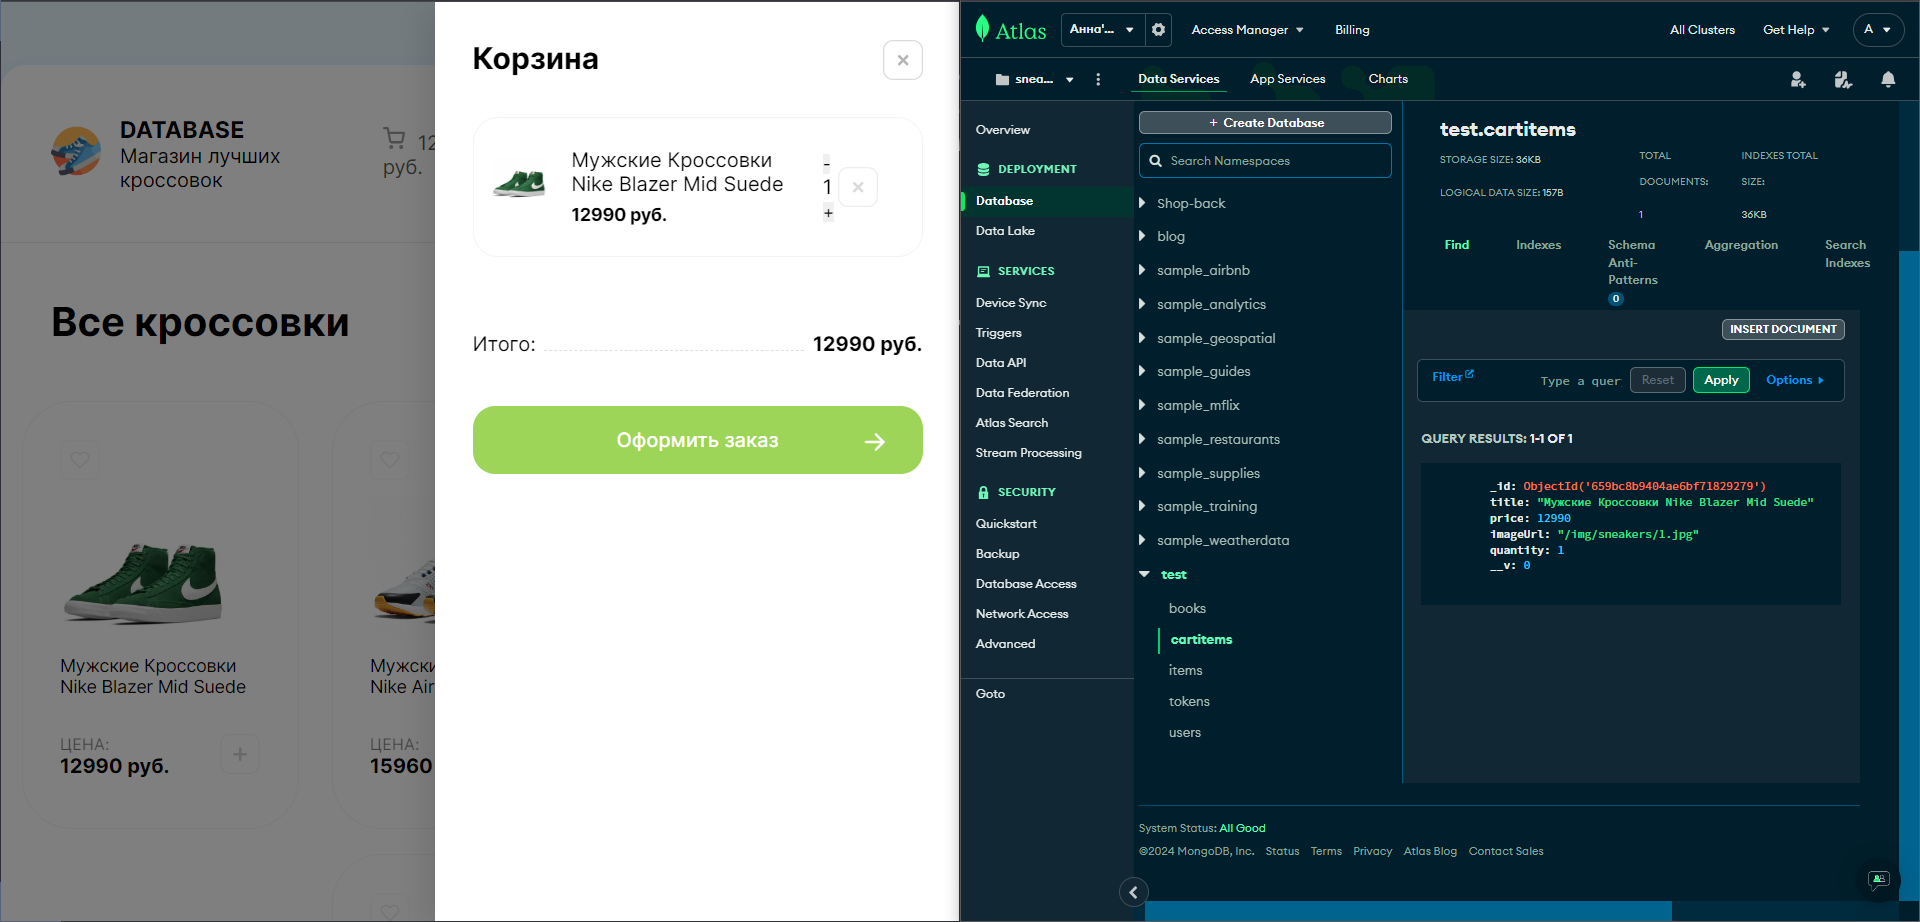 DATABASE
Магазин лучших
кроссовок
12
руб.
Все кроссовки
Мужские Кроссовки
Nike Blazer Mid Suede
ЦЕНА:
12990 руб.
+
Мужски
Nike Air
ЦЕНА:
15960
Корзина
×
Мужские Кроссовки
Nike Blazer Mid Suede
12990 руб.
-
1
+
×
Итого:
12990 руб.
Оформить заказ
Atlas
Анна'...
Access Manager
Billing
All Clusters
Get Help
A
snea...
Data Services
App Services
Charts
Overview
DEPLOYMENT
Database
Data Lake
SERVICES
Device Sync
Triggers
Data API
Data Federation
Atlas Search
Stream Processing
SECURITY
Quickstart
Backup
Database Access
Network Access
Advanced
Goto
+ Create Database
Search Namespaces
Shop-back
blog
sample_airbnb
sample_analytics
sample_geospatial
sample_guides
sample_mflix
sample_restaurants
sample_supplies
sample_training
sample_weatherdata
test
books
cartitems
items
tokens
users
test.cartitems
STORAGE SIZE: 36KB
LOGICAL DATA SIZE: 157B
TOTAL
DOCUMENTS:
1
INDEXES TOTAL
SIZE:
36KB
Find
Indexes
Schema
Anti-
Patterns
0
Aggregation
Search
Indexes
INSERT DOCUMENT
Filter
Type a quer
Reset
Apply
Options
QUERY RESULTS: 1-1 OF 1
_id: ObjectId('659bc8b9404ae6bf71829279')
title: "Мужские Кроссовки Nike Blazer Mid Suede"
price: 12990
imageUrl: "/img/sneakers/1.jpg"
quantity: 1
__v: 0
System Status: All Good
©2024 MongoDB, Inc.
Status
Terms
Privacy
Atlas Blog
Contact Sales